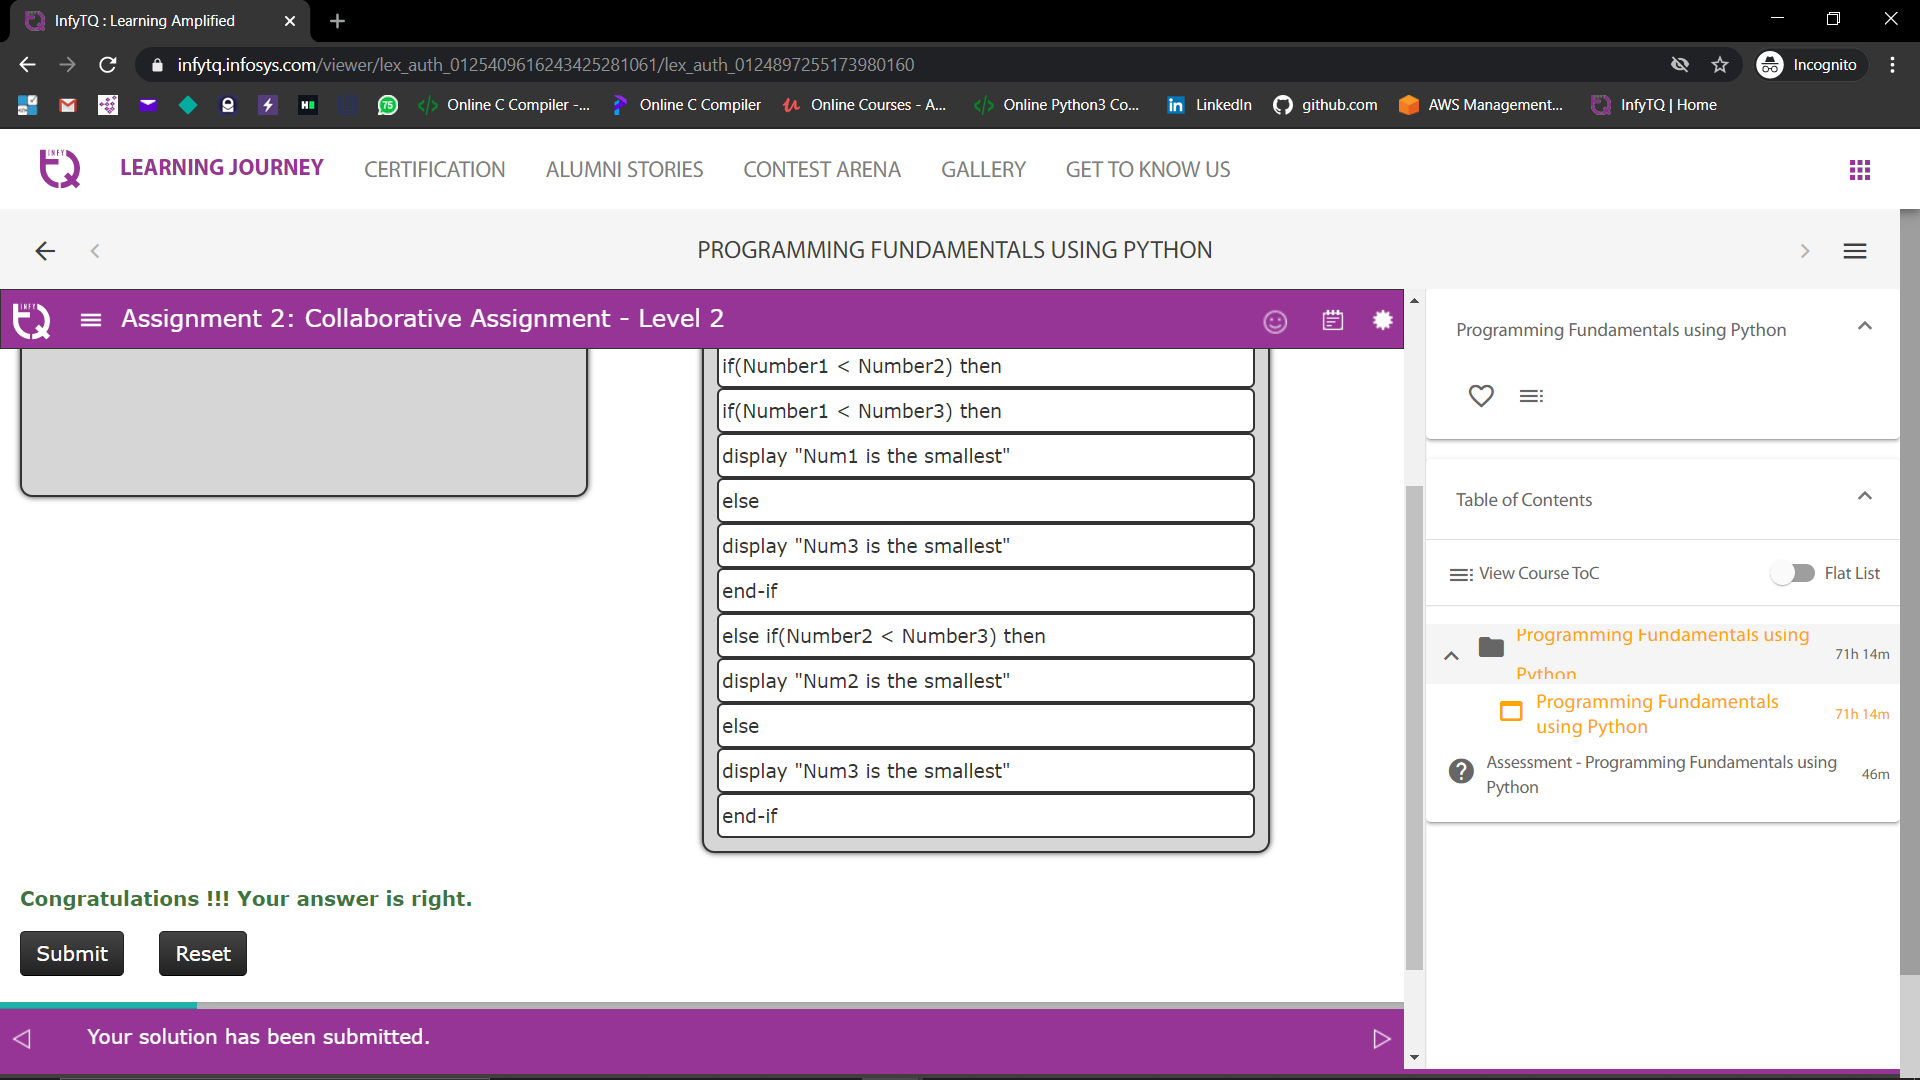 InfyTQ : Learning Amplified
infytq.infosys.com/viewer/lex_auth_0125409616243425281061/lex_auth_0124897255173980160
Incognito
75
Online C Compiler -...
Online C Compiler
Online Courses - A...
Online Python3 Co...
LinkedIn
github.com
AWS Management...
InfyTQ | Home
INFY
LEARNING JOURNEY
CERTIFICATION
ALUMNI STORIES
CONTEST ARENA
GALLERY
GET TO KNOW US
PROGRAMMING FUNDAMENTALS USING PYTHON
INFY
Assignment 2: Collaborative Assignment - Level 2
if(Number1 < Number2) then
if(Number1 < Number3) then
display "Num1 is the smallest"
else
display "Num3 is the smallest"
end-if
else if(Number2 < Number3) then
display "Num2 is the smallest"
else
display "Num3 is the smallest"
end-if
Congratulations !!! Your answer is right.
Submit
Reset
Your solution has been submitted.
Programming Fundamentals using Python
Table of Contents
View Course ToC
Flat List
Programming Fundamentals using
Python
71h 14m
Programming Fundamentals
using Python
71h 14m
Assessment - Programming Fundamentals using
Python
46m